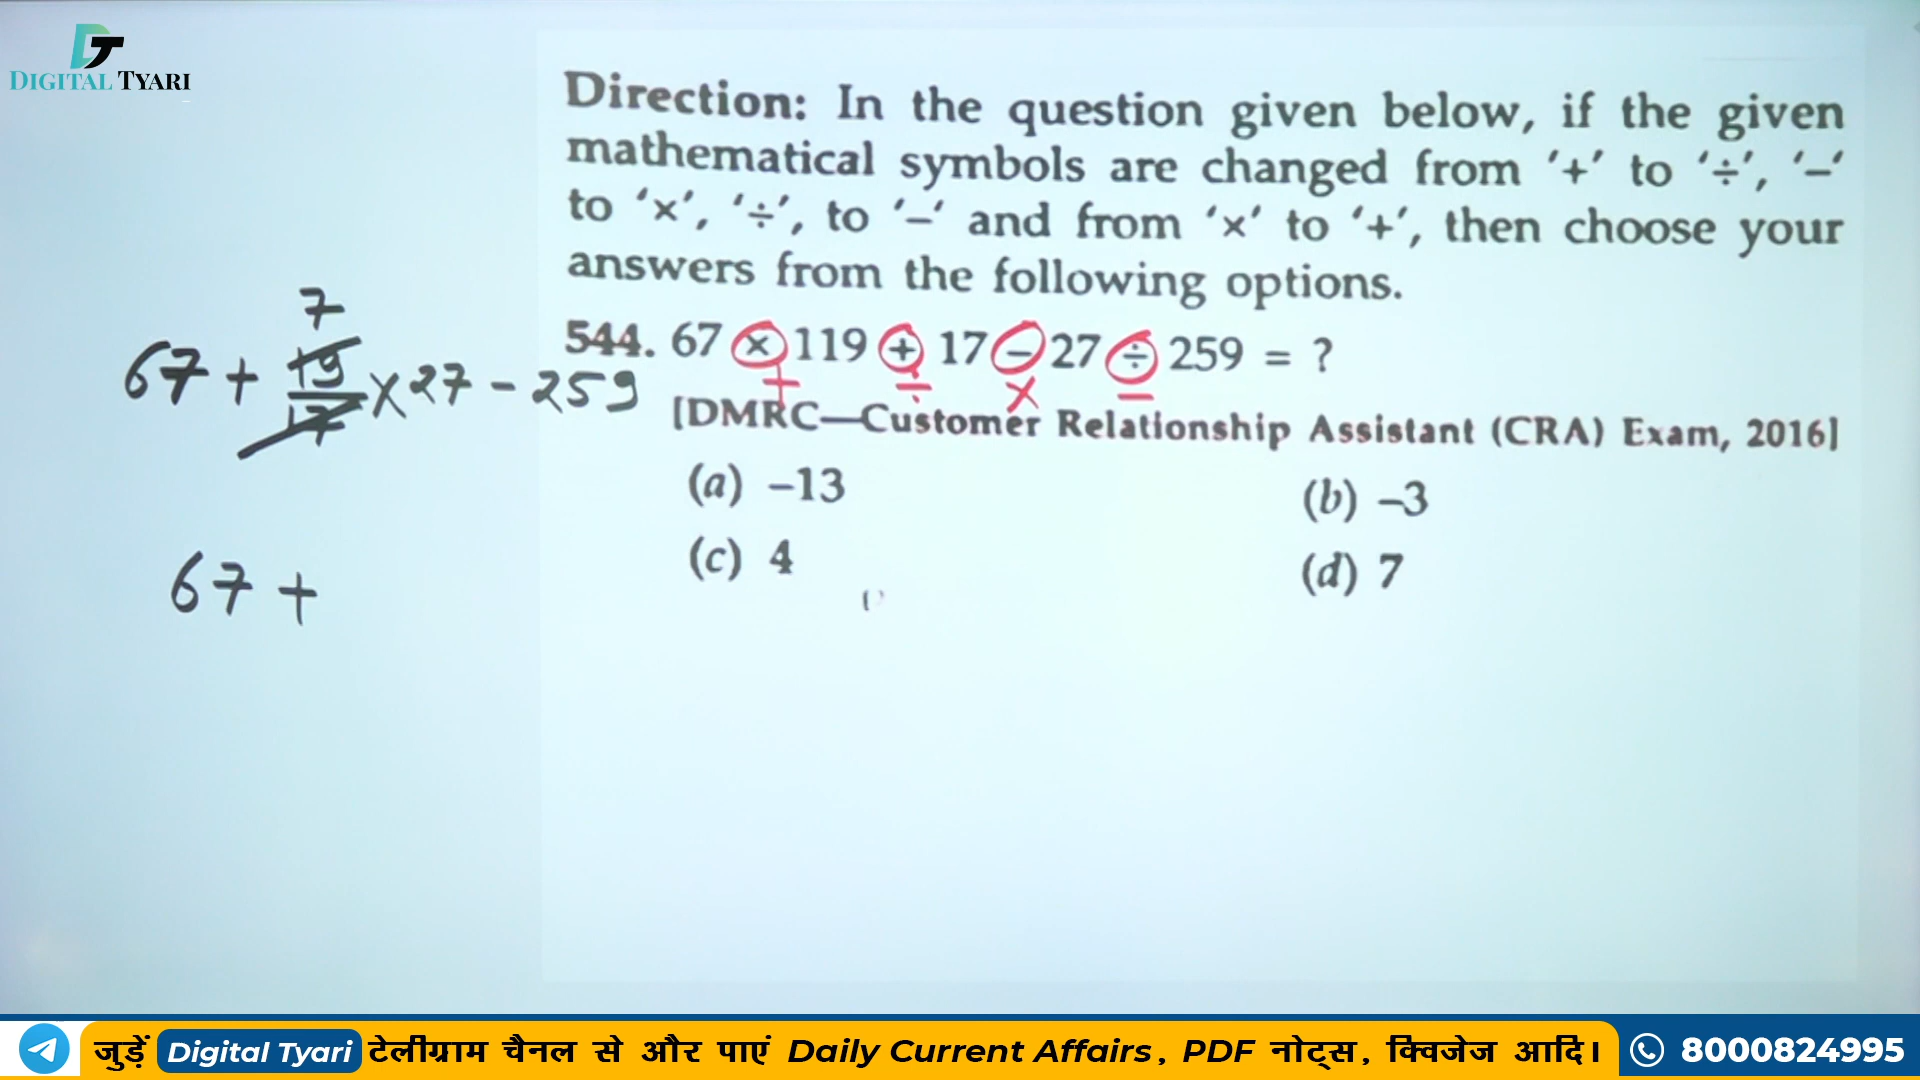 DT
DIGITAL TYARI
Direction: In the question given below, if the given
mathematical symbols are changed from '+' to '÷', '–'
to '×', '÷', to '–' and from '×' to '+', then choose your
answers from the following options.
544. 67 × 119 + 17 – 27 ÷ 259 = ?
+ ÷ × –
[DMRC—Customer Relationship Assistant (CRA) Exam, 2016]
(a) –13 (b) –3
(c) 4 (d) 7
7
67 + 119/17 × 27 - 259
67 +
जुड़ें Digital Tyari टेलीग्राम चैनल से और पाएं Daily Current Affairs, PDF नोट्स, क्विजेज आदि। 8000824995